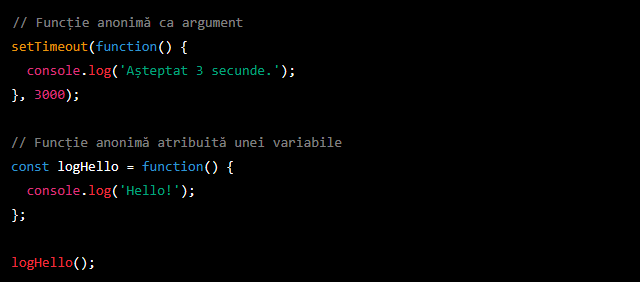 // Funcție anonimă ca argument
setTimeout(function() {
  console.log('Așteptat 3 secunde.');
}, 3000);
// Funcție anonimă atribuită unei variabile
const logHello = function() {
  console.log('Hello!');
};
logHello();